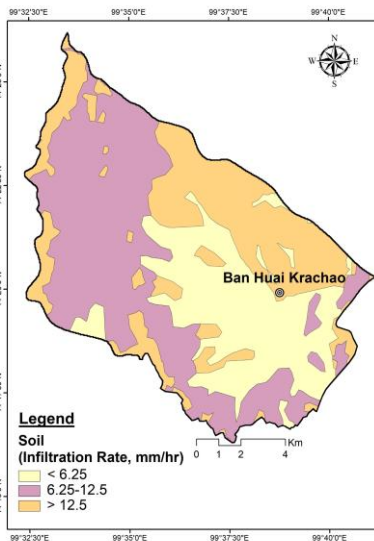 99°32'30"E 99°35'0"E 99°37'30"E 99°40'0"E
N
W E
S
Ban Huai Krachao
Legend
Soil
(Infiltration Rate, mm/hr)
< 6.25
6.25-12.5
> 12.5
Km
0 1 2 4
99°32'30"E 99°35'0"E 99°37'30"E 99°40'0"E